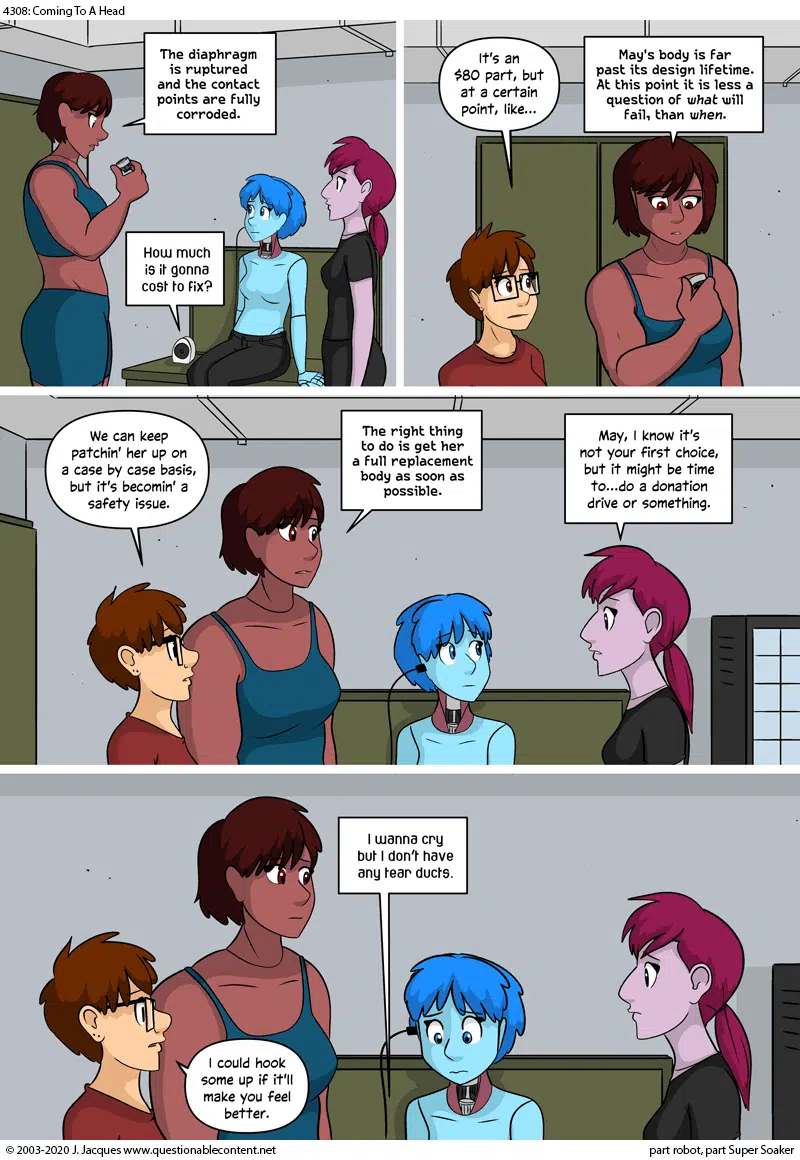 4308: Coming To A Head
The diaphragm
is ruptured
and the contact
points are fully
corroded.
How much
is it gonna
cost to fix?
It's an
$80 part, but
at a certain
point, like...
May's body is far
past its design lifetime.
At this point it is less a
question of what will
fail, than when.
We can keep
patchin' her up on
a case by case basis,
but it's becomin' a
safety issue.
The right thing
to do is get her
a full replacement
body as soon as
possible.
May, I know it's
not your first choice,
but it might be time
to...do a donation
drive or something.
I wanna cry
but I don't have
any tear ducts.
I could hook
some up if it'll
make you feel
better.
© 2003-2020 J. Jacques www.questionablecontent.net
part robot, part Super Soaker